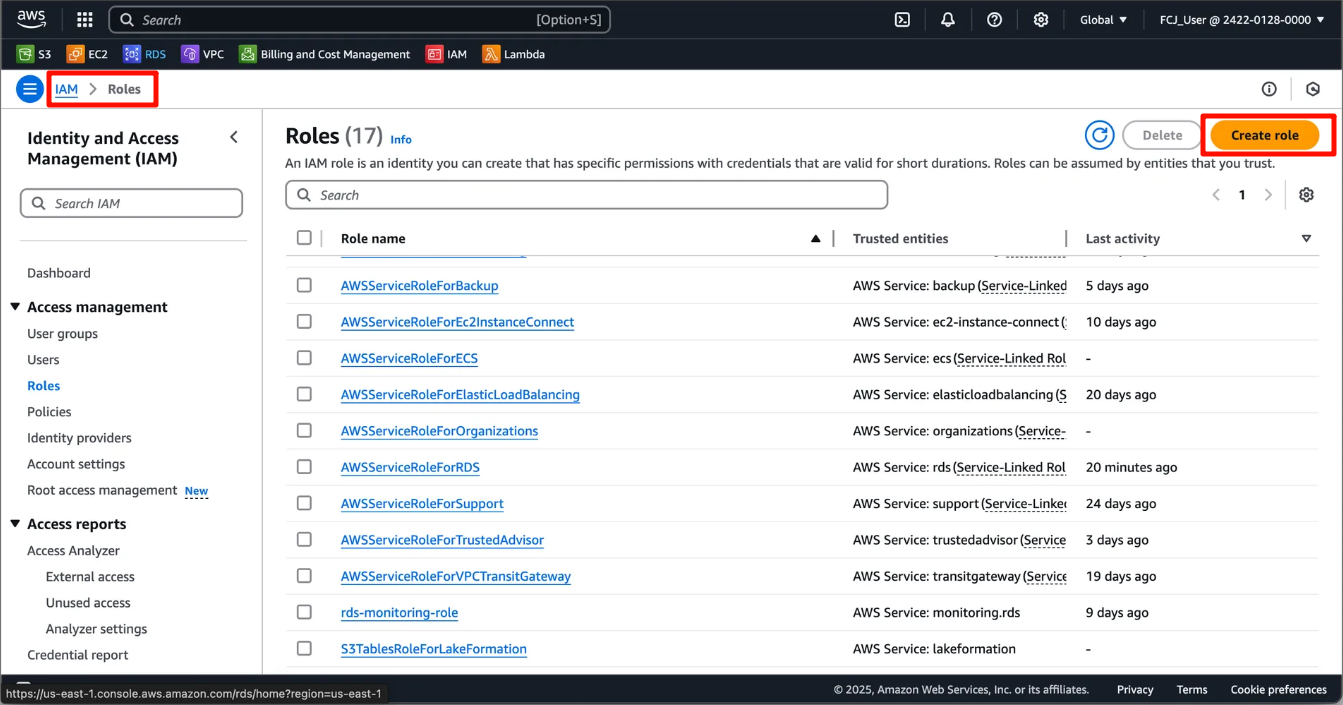 aws
Search [Option+S] Global FCJ_User @ 2422-0128-0000
S3 EC2 RDS VPC Billing and Cost Management IAM Lambda
IAM > Roles
Identity and Access
Management (IAM)
Search IAM
Dashboard
Access management
User groups
Users
Roles
Policies
Identity providers
Account settings
Root access management New
Access reports
Access Analyzer
External access
Unused access
Analyzer settings
Credential report
Roles (17) Info
Delete
Create role
An IAM role is an identity you can create that has specific permissions with credentials that are valid for short durations. Roles can be assumed by entities that you trust.
Search
1
Role name Trusted entities Last activity
AWSServiceRoleForBackup AWS Service: backup (Service-Linked 5 days ago
AWSServiceRoleForEc2InstanceConnect AWS Service: ec2-instance-connect ( 10 days ago
AWSServiceRoleForECS AWS Service: ecs (Service-Linked Rol -
AWSServiceRoleForElasticLoadBalancing AWS Service: elasticloadbalancing (S 20 days ago
AWSServiceRoleForOrganizations AWS Service: organizations (Service- -
AWSServiceRoleForRDS AWS Service: rds (Service-Linked Rol 20 minutes ago
AWSServiceRoleForSupport AWS Service: support (Service-Linked 24 days ago
AWSServiceRoleForTrustedAdvisor AWS Service: trustedadvisor (Service 3 days ago
AWSServiceRoleForVPCTransitGateway AWS Service: transitgateway (Service 19 days ago
rds-monitoring-role AWS Service: monitoring.rds 9 days ago
S3TablesRoleForLakeFormation AWS Service: lakeformation -
https://us-east-1.console.aws.amazon.com/rds/home?region=us-east-1
© 2025, Amazon Web Services, Inc. or its affiliates. Privacy Terms Cookie preferences